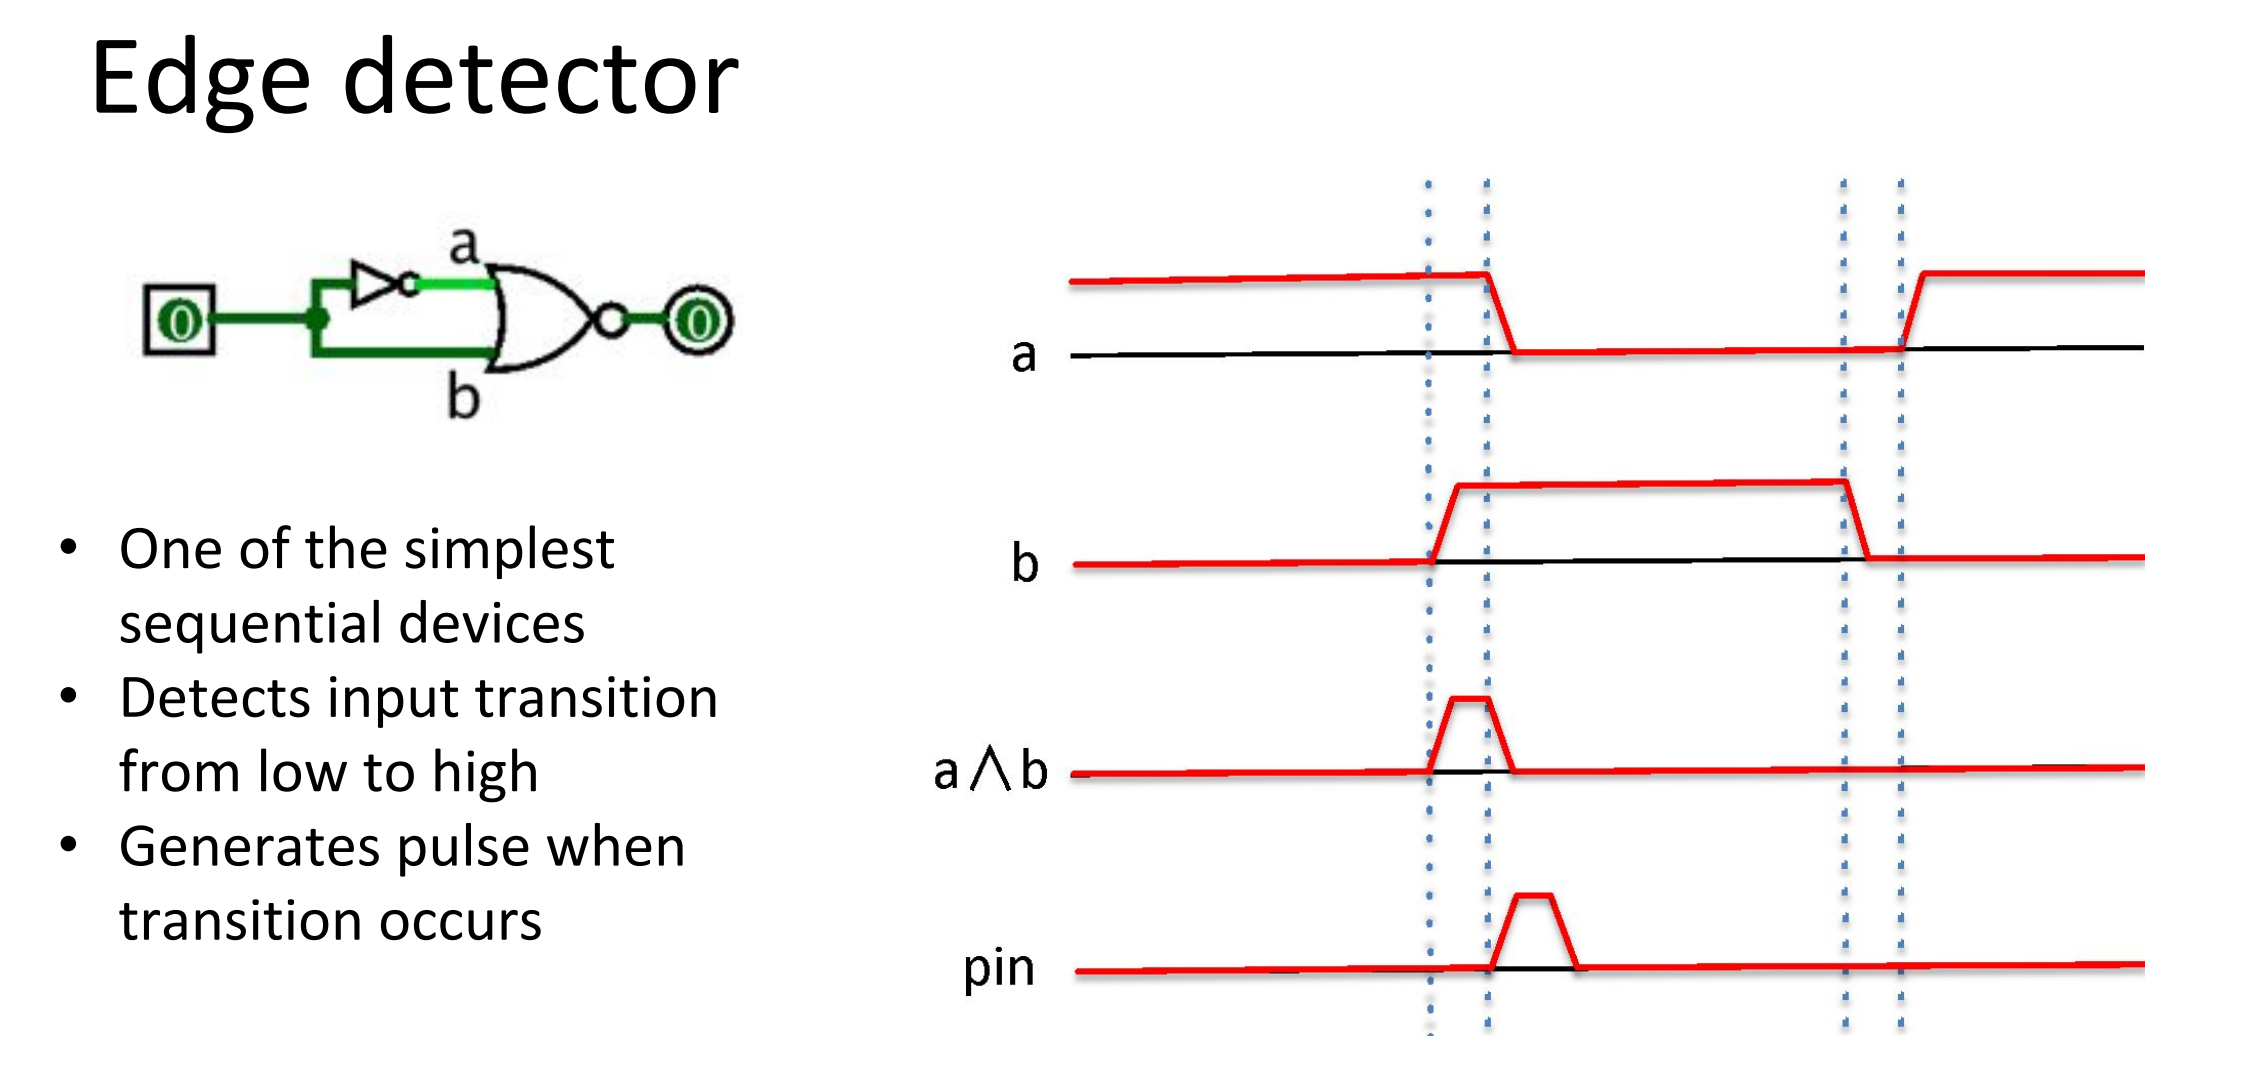 Edge detector
a
0
0
b
• One of the simplest
sequential devices
• Detects input transition
from low to high
• Generates pulse when
transition occurs
a
b
a⋀b
pin